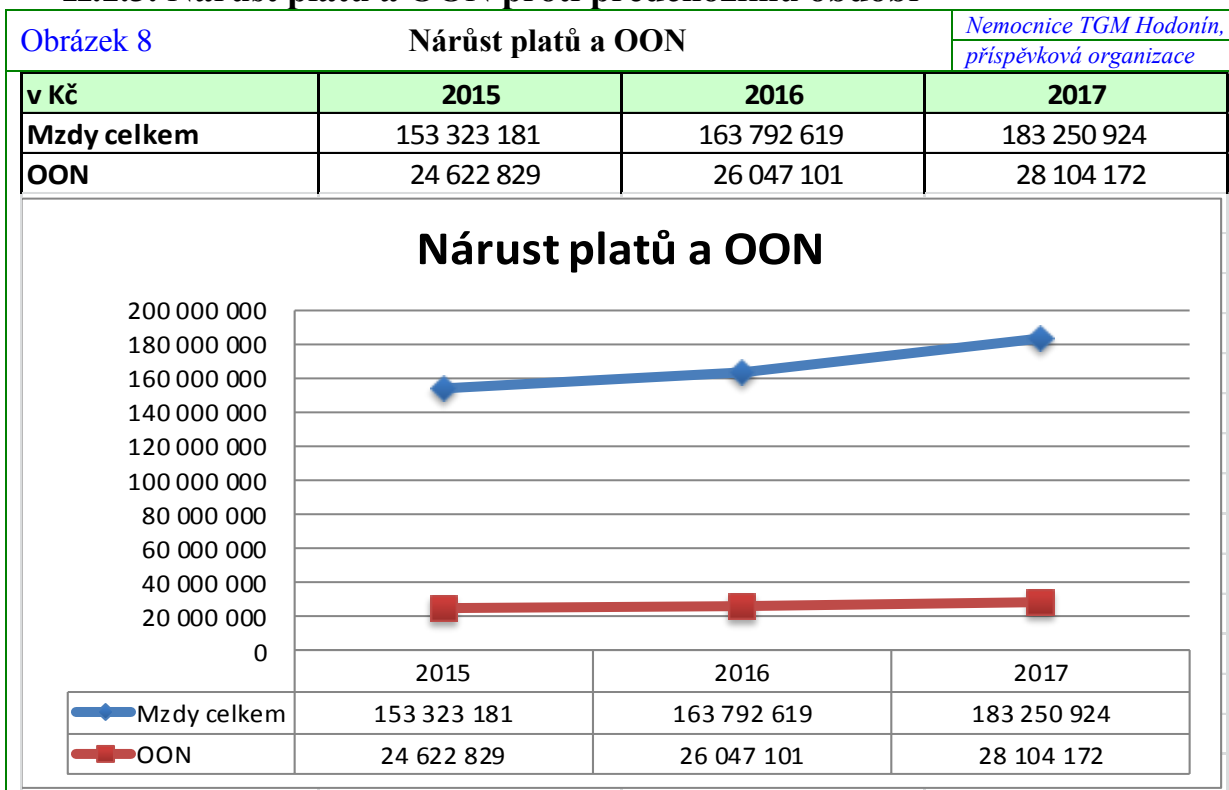 Obrázek 8 Nárůst platů a OON Nemocnice TGM Hodonín,
příspěvková organizace
v Kč 2015 2016 2017
Mzdy celkem 153 323 181 163 792 619 183 250 924
OON 24 622 829 26 047 101 28 104 172
Nárust platů a OON
200 000 000
180 000 000
160 000 000
140 000 000
120 000 000
100 000 000
80 000 000
60 000 000
40 000 000
20 000 000
0
2015 2016 2017
Mzdy celkem 153 323 181 163 792 619 183 250 924
OON 24 622 829 26 047 101 28 104 172